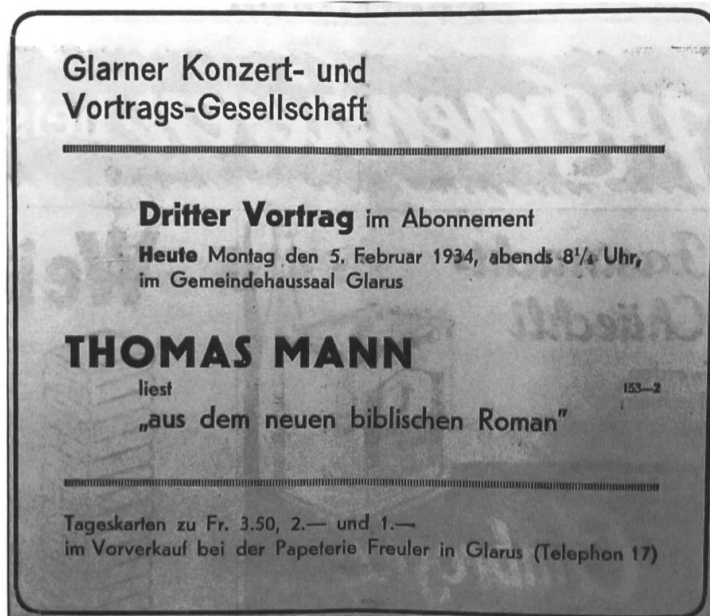 Glarner Konzert- und
Vortrags-Gesellschaft
Dritter Vortrag im Abonnement
Heute Montag den 5. Februar 1934, abends 8¼ Uhr,
im Gemeindehaussaal Glarus
THOMAS MANN
liest 153—2
„aus dem neuen biblischen Roman"
Tageskarten zu Fr. 3.50, 2.— und 1.—
im Vorverkauf bei der Papeterie Freuler in Glarus (Telephon 17)